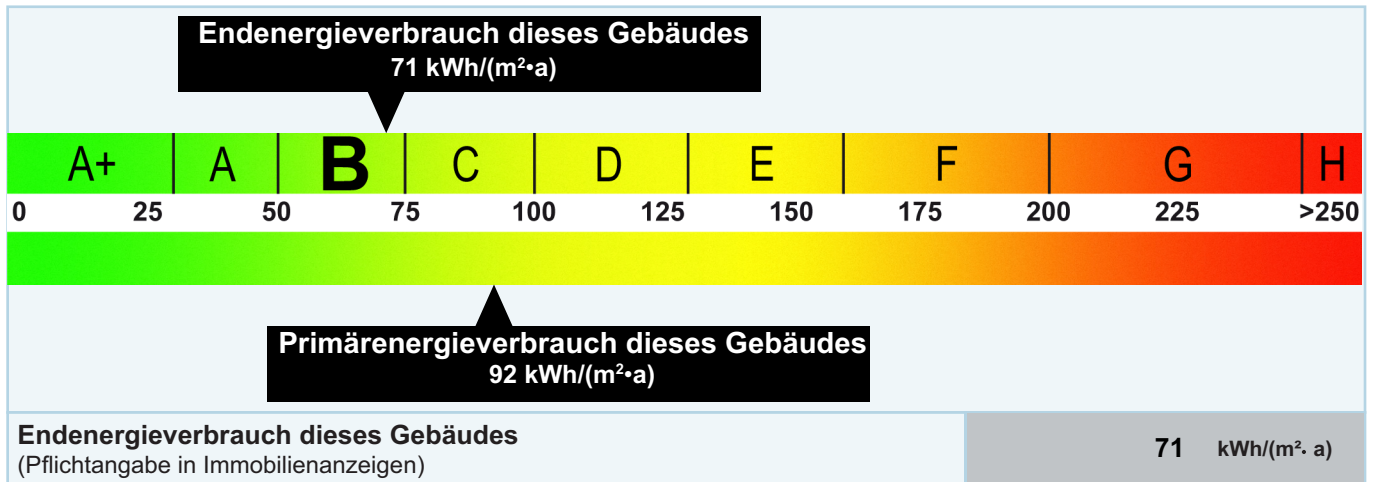 Endenergieverbrauch dieses Gebäudes
71 kWh/(m²•a)
A+ A B C D E F G H
0 25 50 75 100 125 150 175 200 225 >250
Primärenergieverbrauch dieses Gebäudes
92 kWh/(m²•a)
Endenergieverbrauch dieses Gebäudes
(Pflichtangabe in Immobilienanzeigen)
71 kWh/(m²· a)